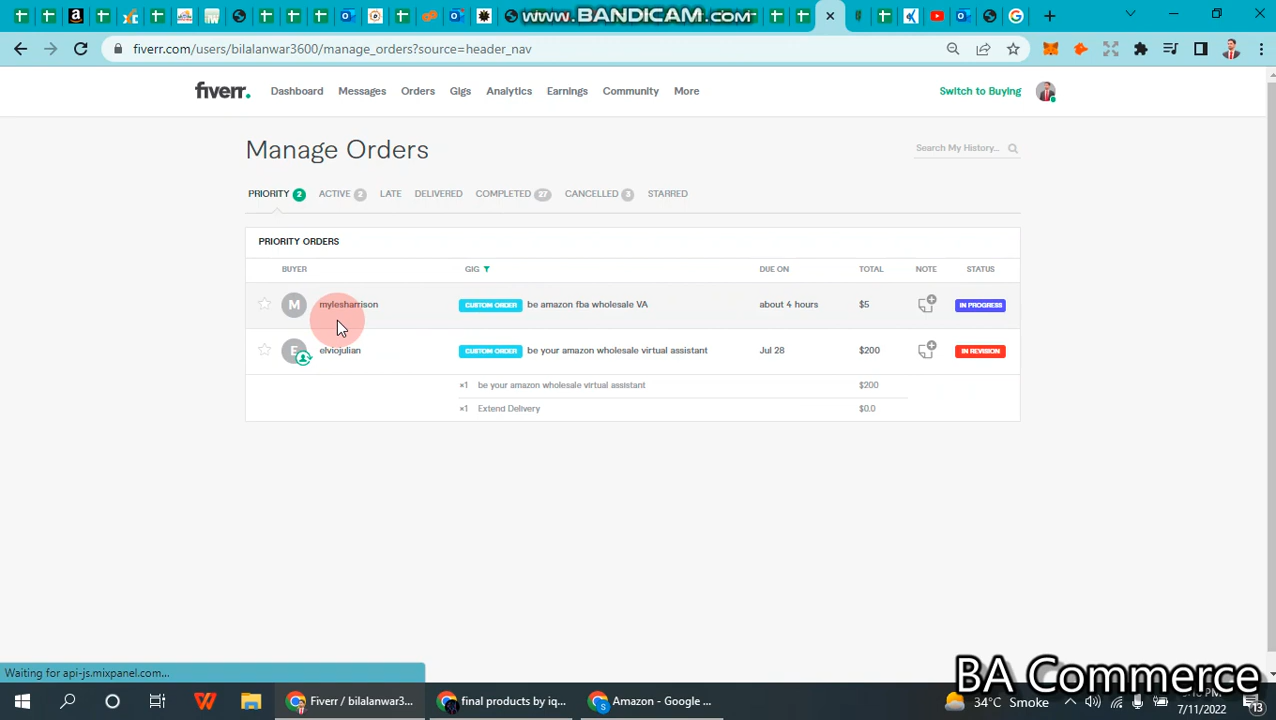 WWW.BANDICAM.COM
fiverr.com/users/bilalanwar3600/manage_orders?source=header_nav
fiverr. Dashboard Messages Orders Gigs Analytics Earnings Community More Switch to Buying
Manage Orders Search My History...
PRIORITY 2 ACTIVE 2 LATE DELIVERED COMPLETED 27 CANCELLED 3 STARRED
PRIORITY ORDERS
BUYER GIG DUE ON TOTAL NOTE STATUS
M mylesharrison CUSTOM ORDER be amazon fba wholesale VA about 4 hours $5 IN PROGRESS
E elviojulian CUSTOM ORDER be your amazon wholesale virtual assistant Jul 28 $200 IN REVISION
×1 be your amazon wholesale virtual assistant $200
×1 Extend Delivery $0.0
Waiting for api-js.mixpanel.com...
BA Commerce
Fiverr / bilalanwar3... final products by iq... Amazon - Google ... 34°C Smoke
7/11/2022 13